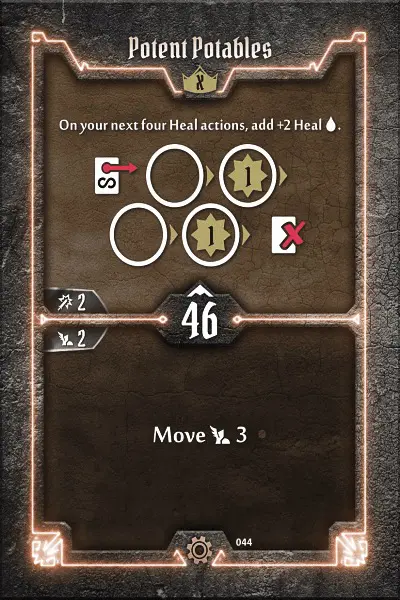 Potent Potables
X
On your next four Heal actions, add +2 Heal.
S
1
1
2
46
2
Move 3
044